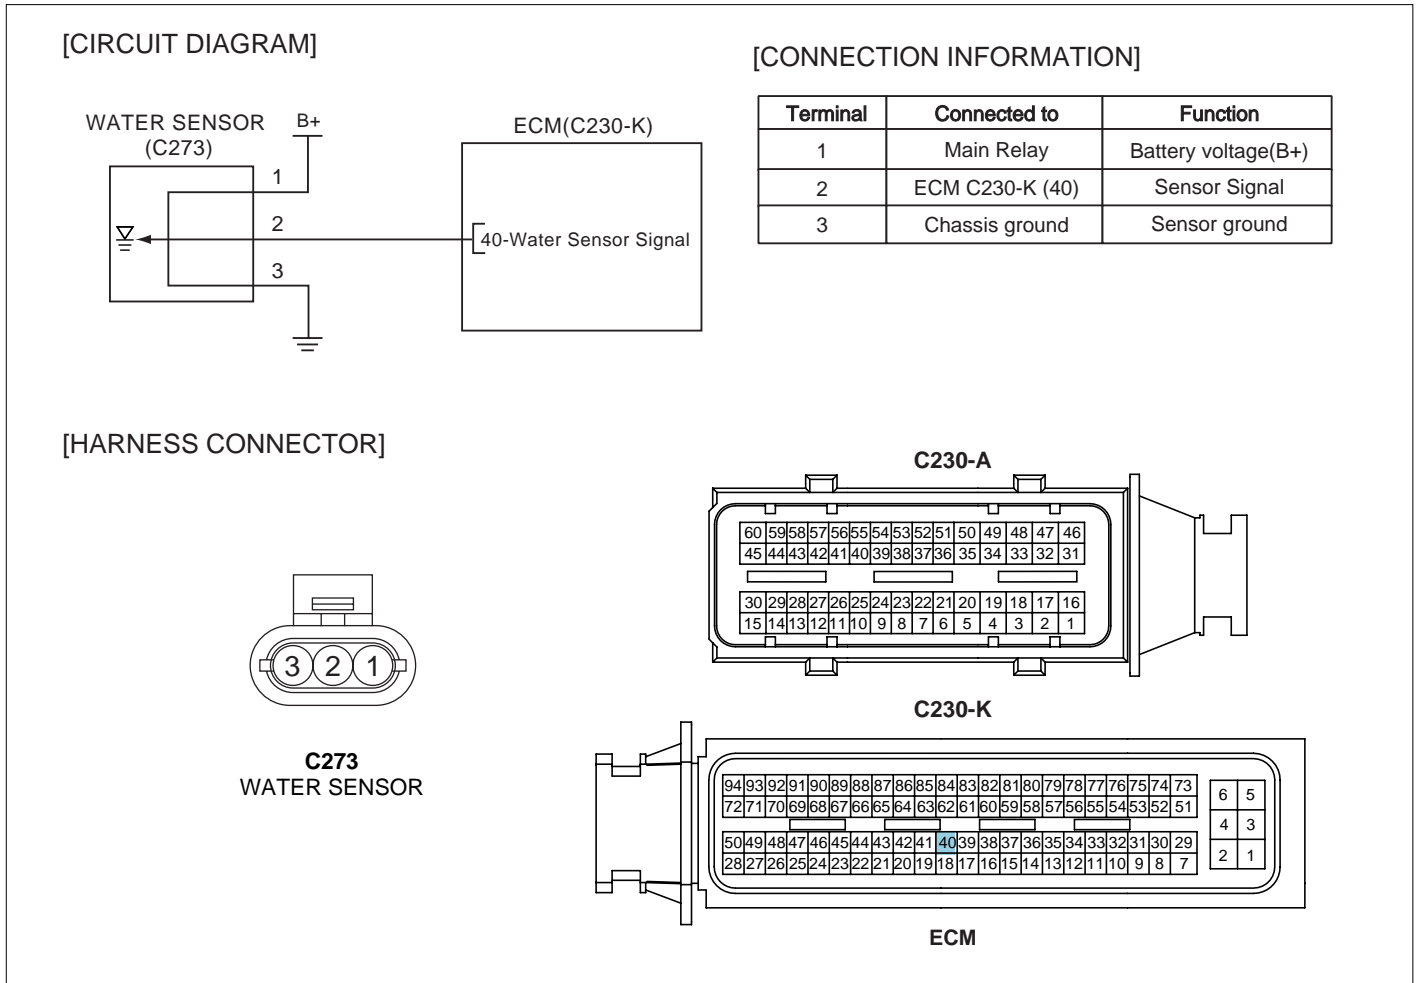 [CIRCUIT DIAGRAM]
WATER SENSOR
(C273)
B+
1
2
3
ECM(C230-K)
40-Water Sensor Signal
[CONNECTION INFORMATION]
Terminal Connected to Function
1 Main Relay Battery voltage(B+)
2 ECM C230-K (40) Sensor Signal
3 Chassis ground Sensor ground
[HARNESS CONNECTOR]
3 2 1
C273
WATER SENSOR
C230-A
60 59 58 57 56 55 54 53 52 51 50 49 48 47 46
45 44 43 42 41 40 39 38 37 36 35 34 33 32 31
30 29 28 27 26 25 24 23 22 21 20 19 18 17 16
15 14 13 12 11 10 9 8 7 6 5 4 3 2 1
C230-K
94 93 92 91 90 89 88 87 86 85 84 83 82 81 80 79 78 77 76 75 74 73
72 71 70 69 68 67 66 65 64 63 62 61 60 59 58 57 56 55 54 53 52 51
50 49 48 47 46 45 44 43 42 41 40 39 38 37 36 35 34 33 32 31 30 29
28 27 26 25 24 23 22 21 20 19 18 17 16 15 14 13 12 11 10 9 8 7
6 5
4 3
2 1
ECM